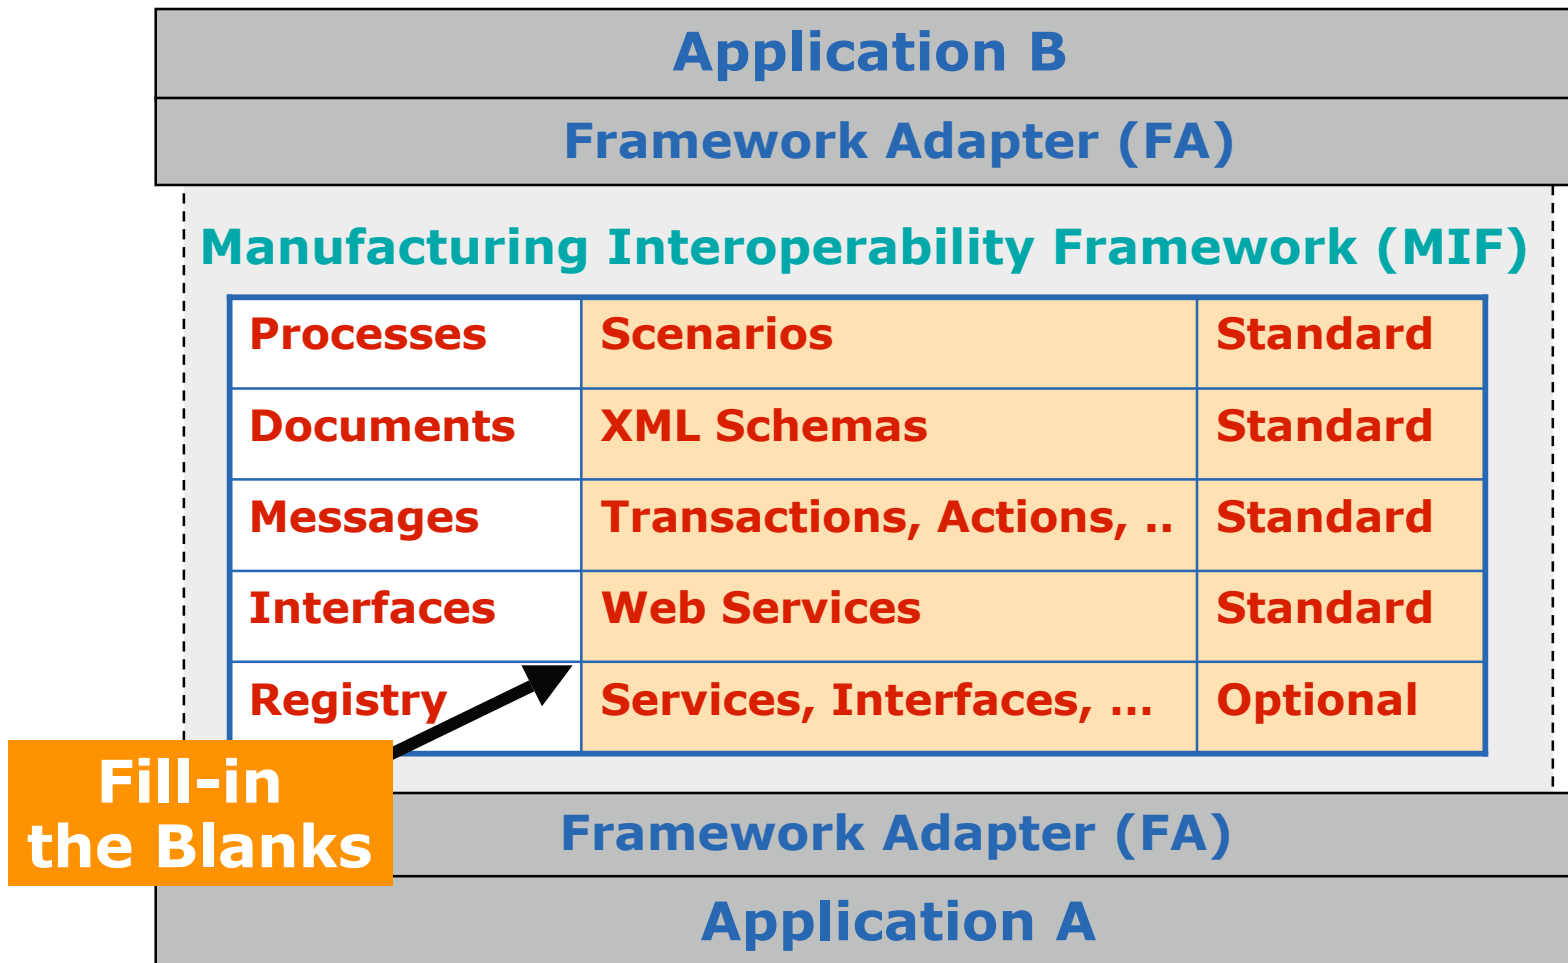 Application B
Framework Adapter (FA)
Manufacturing Interoperability Framework (MIF)
Processes Scenarios Standard
Documents XML Schemas Standard
Messages Transactions, Actions, .. Standard
Interfaces Web Services Standard
Registry Services, Interfaces, ... Optional
Fill-in
the Blanks
Framework Adapter (FA)
Application A